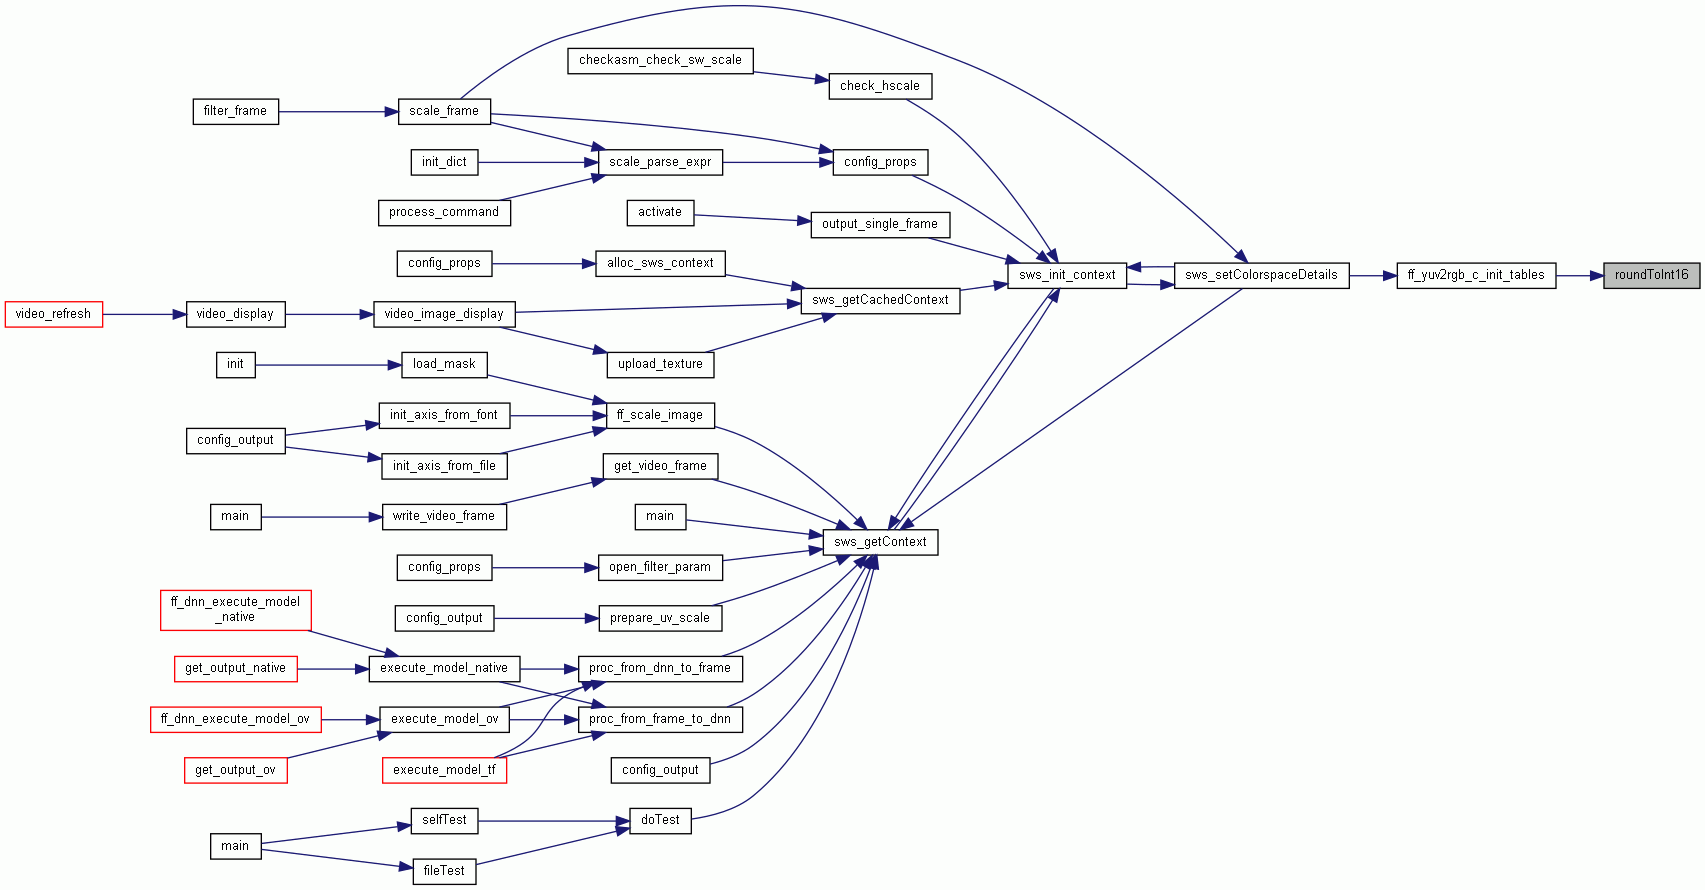 checkasm_check_sw_scale
check_hscale
filter_frame
scale_frame
init_dict
scale_parse_expr
config_props
process_command
activate
output_single_frame
config_props
alloc_sws_context
sws_init_context
sws_setColorspaceDetails
ff_yuv2rgb_c_init_tables
roundToInt16
sws_getCachedContext
video_refresh
video_display
video_image_display
init
load_mask
upload_texture
init_axis_from_font
ff_scale_image
config_output
init_axis_from_file
get_video_frame
main
write_video_frame
main
sws_getContext
config_props
open_filter_param
ff_dnn_execute_model
_native
config_output
prepare_uv_scale
get_output_native
execute_model_native
proc_from_dnn_to_frame
ff_dnn_execute_model_ov
execute_model_ov
proc_from_frame_to_dnn
get_output_ov
execute_model_tf
config_output
selfTest
doTest
main
fileTest